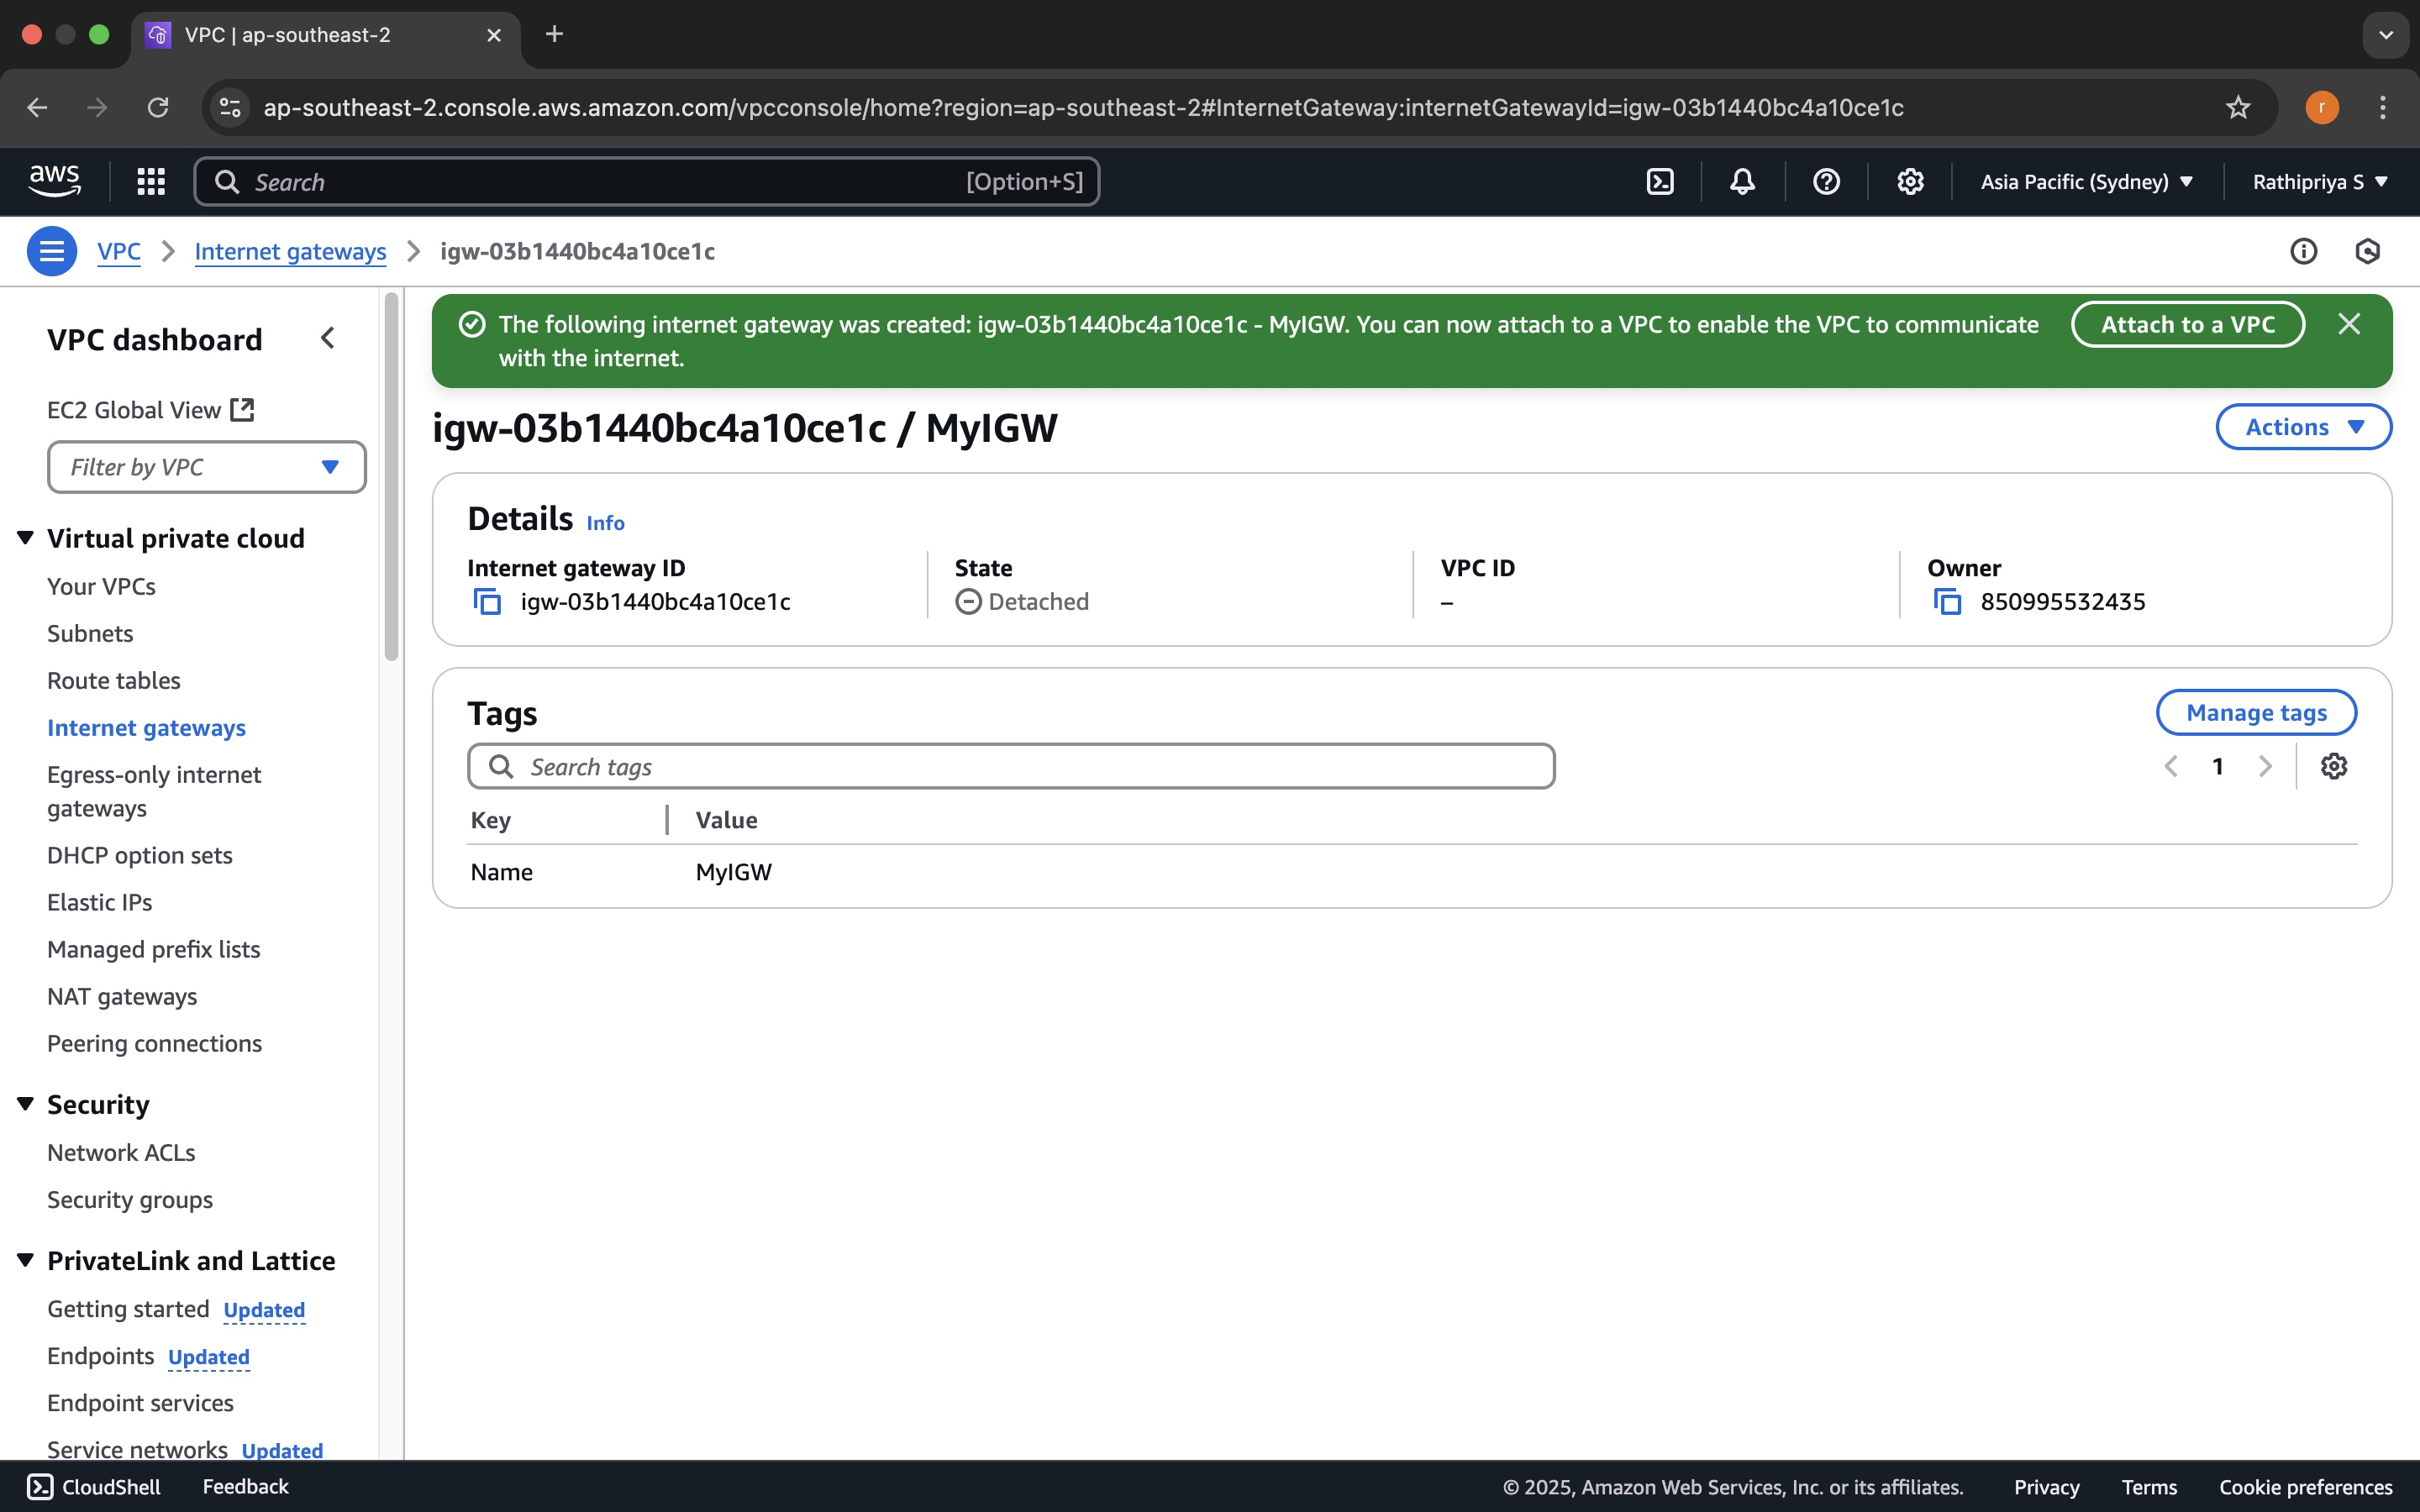 VPC | ap-southeast-2
ap-southeast-2.console.aws.amazon.com/vpcconsole/home?region=ap-southeast-2#InternetGateway:internetGatewayId=igw-03b1440bc4a10ce1c
r
aws
Search
[Option+S]
Asia Pacific (Sydney)
Rathipriya S
VPC
Internet gateways
igw-03b1440bc4a10ce1c
VPC dashboard
EC2 Global View
Filter by VPC
Virtual private cloud
Your VPCs
Subnets
Route tables
Internet gateways
Egress-only internet
gateways
DHCP option sets
Elastic IPs
Managed prefix lists
NAT gateways
Peering connections
Security
Network ACLs
Security groups
PrivateLink and Lattice
Getting started Updated
Endpoints Updated
Endpoint services
Service networks Updated
The following internet gateway was created: igw-03b1440bc4a10ce1c - MyIGW. You can now attach to a VPC to enable the VPC to communicate
with the internet.
Attach to a VPC
igw-03b1440bc4a10ce1c / MyIGW
Actions
Details Info
Internet gateway ID
igw-03b1440bc4a10ce1c
State
Detached
VPC ID
–
Owner
850995532435
Tags
Manage tags
Search tags
1
Key Value
Name MyIGW
CloudShell Feedback
© 2025, Amazon Web Services, Inc. or its affiliates. Privacy Terms Cookie preferences